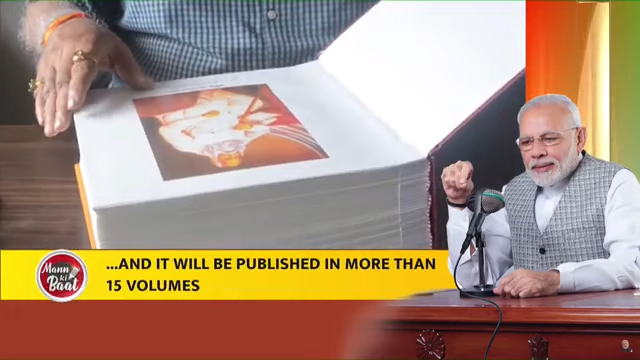 ...AND IT WILL BE PUBLISHED IN MORE THAN
15 VOLUMES
Mann
ki
Baat